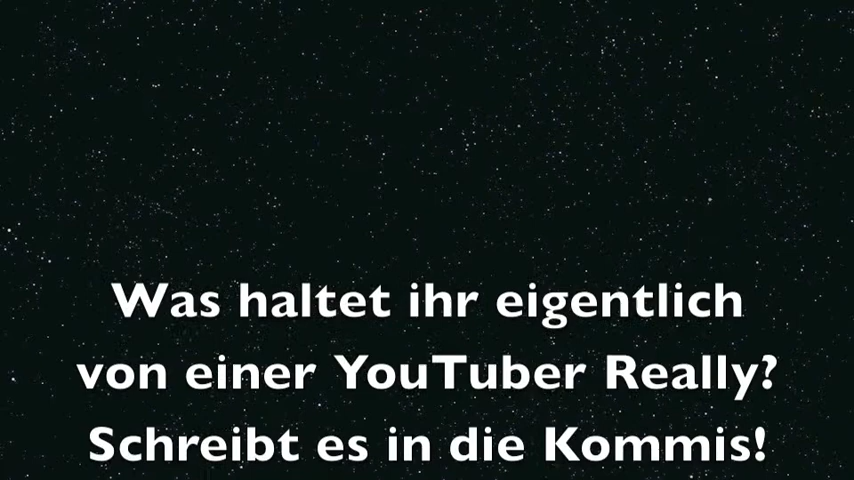 Was haltet ihr eigentlich
von einer YouTuber Really?
Schreibt es in die Kommis!